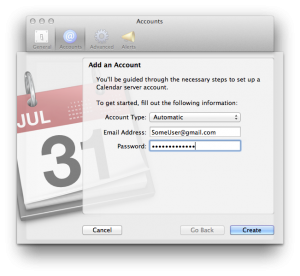 Accounts
General Accounts Advanced Alerts
Add an Account
You'll be guided through the necessary steps to set up a
Calendar server account.
To get started, fill out the following information:
Account Type: Automatic
Email Address: SomeUser@gmail.com
Password: •••••••••••••
JUL
31
Cancel Go Back Create